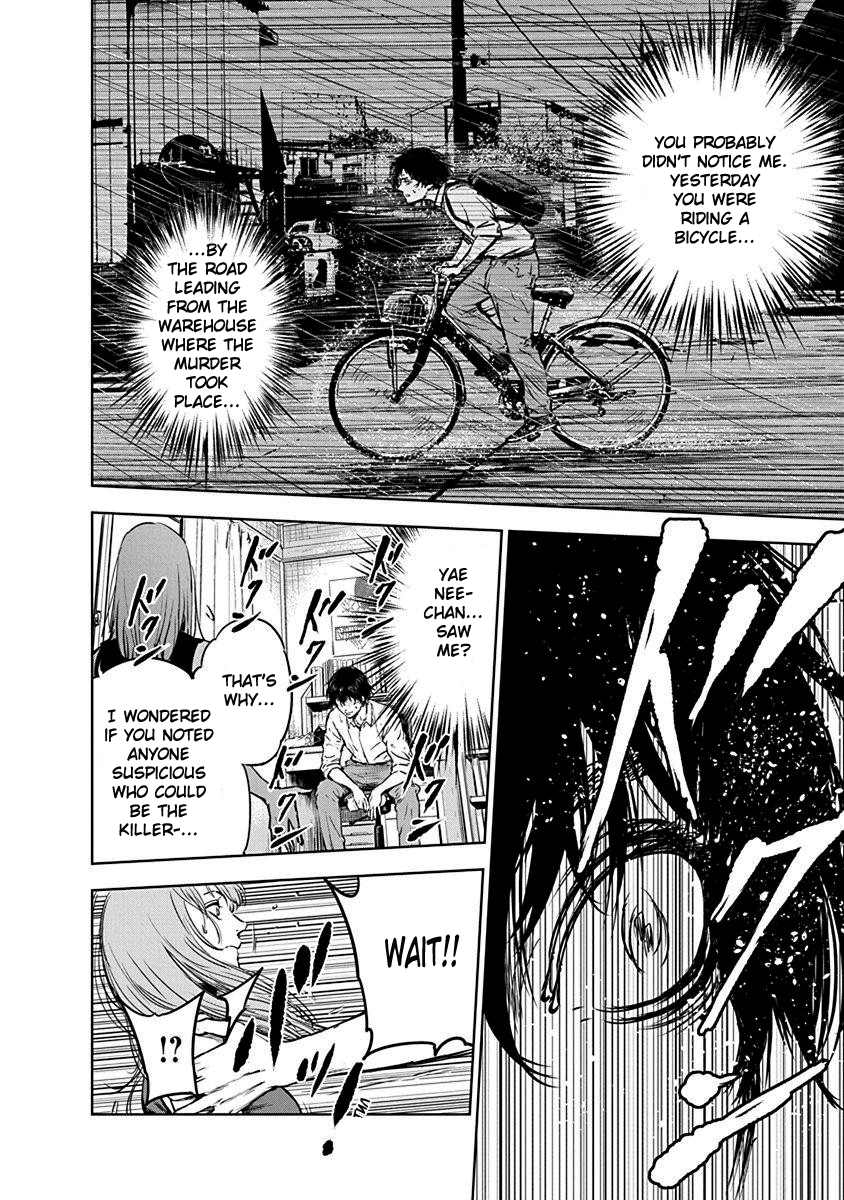 YOU PROBABLY
DIDN'T NOTICE ME.
YESTERDAY
YOU WERE
RIDING A
BICYCLE...
...BY
THE ROAD
LEADING
FROM THE
WAREHOUSE
WHERE THE
MURDER
TOOK
PLACE...
YAE
NEE-
CHAN...
SAW
ME?
ドクン
ドクン
ドクン
ドクン
ドクン
THAT'S
WHY...
I WONDERED
IF YOU NOTED
ANYONE
SUSPICIOUS
WHO COULD
BE THE
KILLER-...
WAIT!!
!?